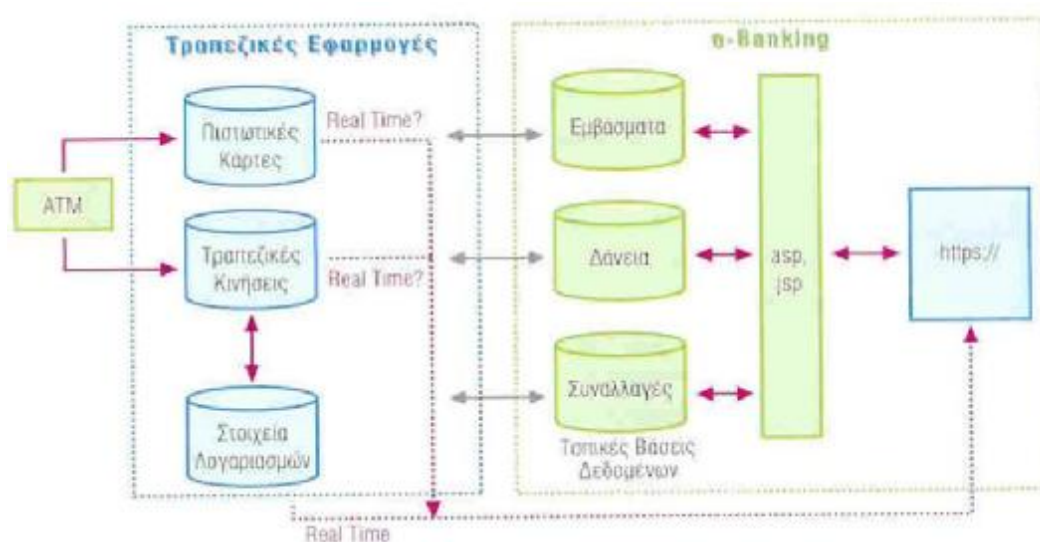 Τραπεζικές Εφαρμογές
e-Banking
Πιστωτικές
Κάρτες
Real Time?
Εμβάσματα
ATM
Τραπεζικές
Κινήσεις
Real Time?
Δάνεια
asp,
jsp
https://
Στοιχεία
Λογαριασμών
Συναλλαγές
Τοπικές Βάσεις
Δεδομένων
Real Time